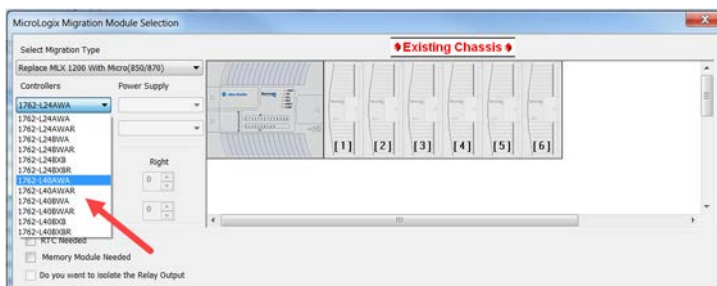 MicroLogix Migration Module Selection
X
Select Migration Type
Existing Chassis
Replace MLX 1200 With Micro(850/870)
Controllers
Power Supply
1762-L24AWA
1762-L24AWA
1762-L24AWAR
1762-L24BWA
1762-L24BWAR
1762-L24BXB
1762-L24BXBR
1762-L40AWA
1762-L40AWAR
1762-L40BWA
1762-L40BWAR
1762-L40BXB
1762-L40BXBR
Right
0
0
[1] [2] [3] [4] [5] [6]
RTC Needed
Memory Module Needed
Do you want to isolate the Relay Output